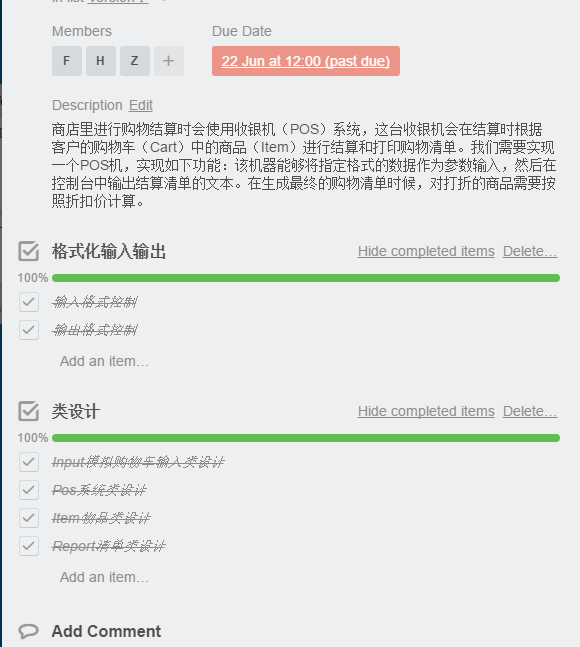 in list Version 1
Members Due Date
F H Z + 22 Jun at 12:00 (past due)
Description Edit
商店里进行购物结算时会使用收银机（POS）系统，这台收银机会在结算时根据
客户的购物车（Cart）中的商品（Item）进行结算和打印购物清单。我们需要实现
一个POS机，实现如下功能：该机器能够将指定格式的数据作为参数输入，然后在
控制台中输出结算清单的文本。在生成最终的购物清单时候，对打折的商品需要按
照折扣价计算。
格式化输入输出 Hide completed items Delete…
100%
输入格式控制
输出格式控制
Add an item…
类设计 Hide completed items Delete…
100%
Input模拟购物车输入类设计
Pos系统类设计
Item物品类设计
Report清单类设计
Add an item…
Add Comment